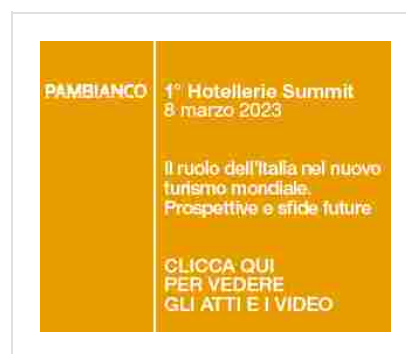 PAMBIANCO
1° Hotellerie Summit
8 marzo 2023
Il ruolo dell'Italia nel nuovo
turismo mondiale.
Prospettive e sfide future
CLICCA QUI
PER VEDERE
GLI ATTI E I VIDEO